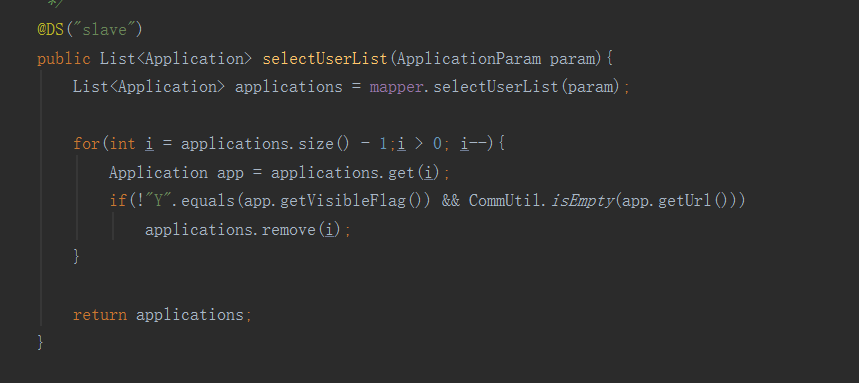 */
@DS("slave")
public List<Application> selectUserList(ApplicationParam param){
List<Application> applications = mapper.selectUserList(param);
for(int i = applications.size() - 1;i > 0; i--){
Application app = applications.get(i);
if(!"Y".equals(app.getVisibleFlag()) && CommUtil.isEmpty(app.getUrl()))
applications.remove(i);
}
return applications;
}